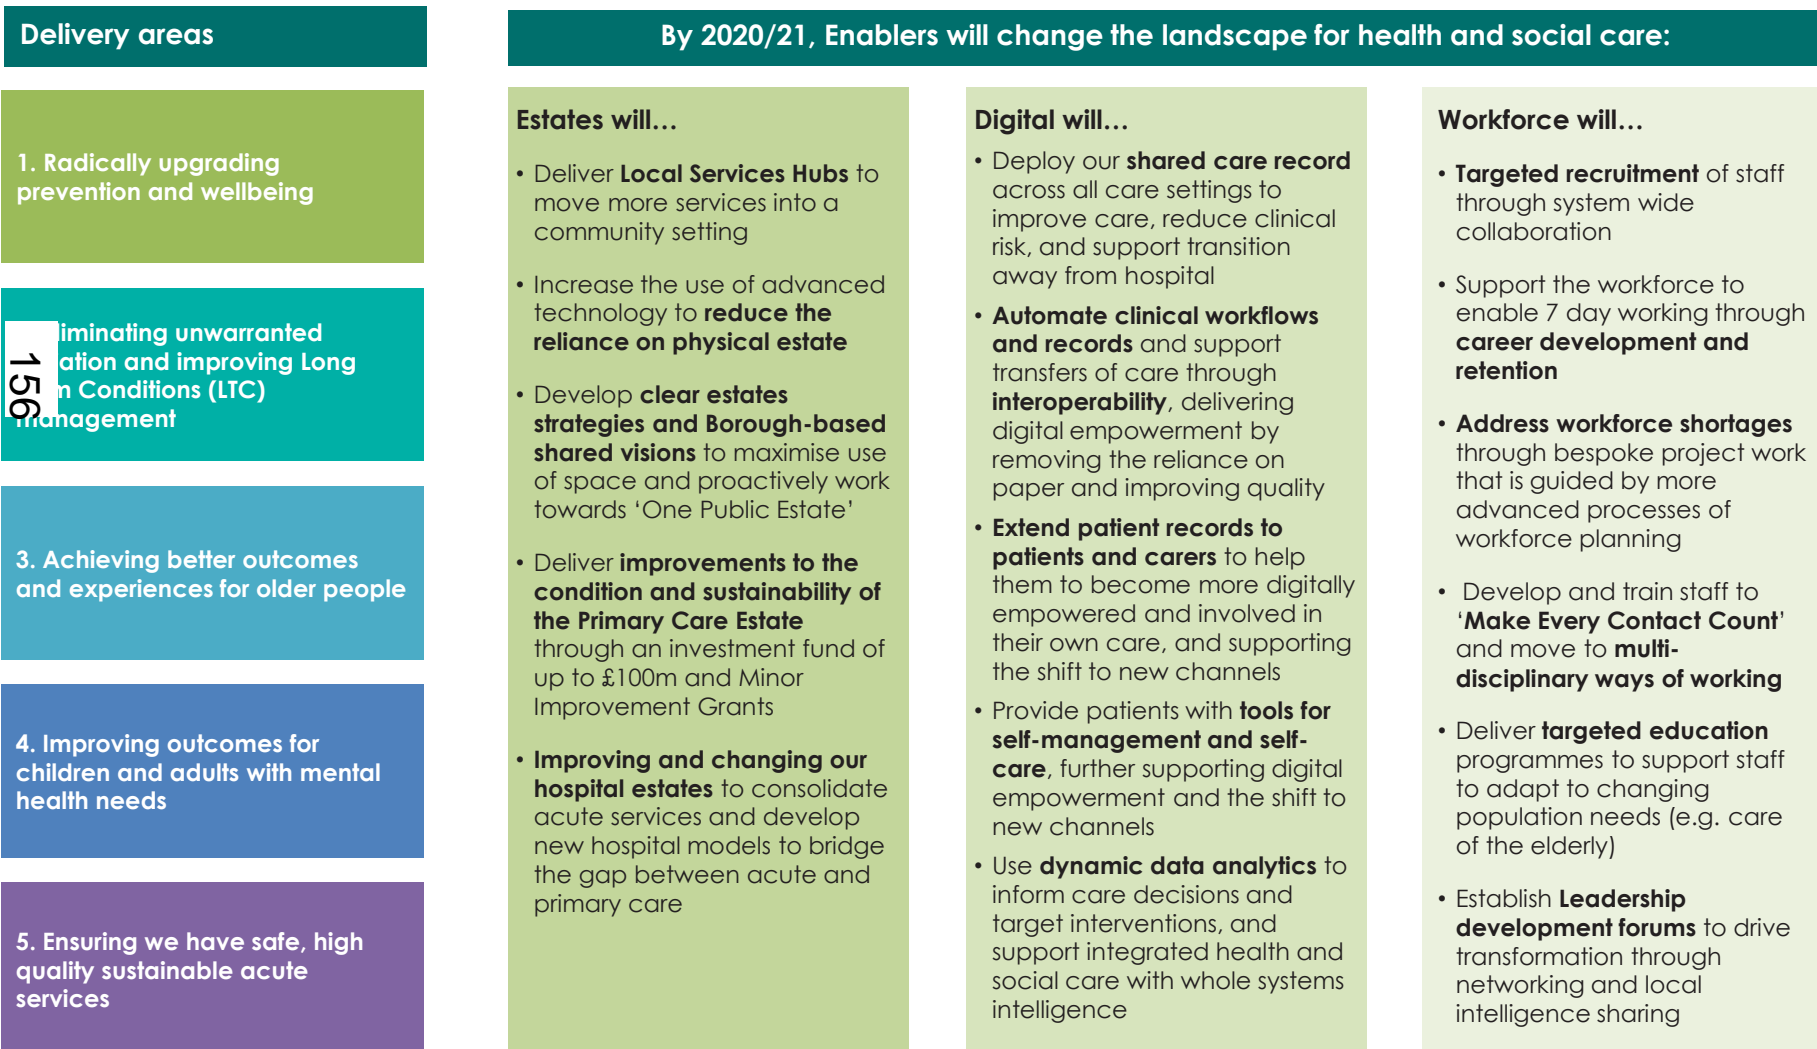 Delivery areas
1. Radically upgrading
prevention and wellbeing
unwarranted
and improving Long
Conditions (LTC)
management
156
3. Achieving better outcomes
and experiences for older people
4. Improving outcomes for
children and adults with mental
health needs
5. Ensuring we have safe, high
quality sustainable acute
services
By 2020/21, Enablers will change the landscape for health and social care:
Estates will…
• Deliver Local Services Hubs to
move more services into a
community setting
• Increase the use of advanced
technology to reduce the
reliance on physical estate
• Develop clear estates
strategies and Borough-based
shared visions to maximise use
of space and proactively work
towards ‘One Public Estate’
• Deliver improvements to the
condition and sustainability of
the Primary Care Estate
through an investment fund of
up to £100m and Minor
Improvement Grants
• Improving and changing our
hospital estates to consolidate
acute services and develop
new hospital models to bridge
the gap between acute and
primary care
Digital will…
• Deploy our shared care record
across all care settings to
improve care, reduce clinical
risk, and support transition
away from hospital
• Automate clinical workflows
and records and support
transfers of care through
interoperability, delivering
digital empowerment by
removing the reliance on
paper and improving quality
• Extend patient records to
patients and carers to help
them to become more digitally
empowered and involved in
their own care, and supporting
the shift to new channels
• Provide patients with tools for
self-management and self-
care, further supporting digital
empowerment and the shift to
new channels
• Use dynamic data analytics to
inform care decisions and
target interventions, and
support integrated health and
social care with whole systems
intelligence
Workforce will…
• Targeted recruitment of staff
through system wide
collaboration
• Support the workforce to
enable 7 day working through
career development and
retention
• Address workforce shortages
through bespoke project work
that is guided by more
advanced processes of
workforce planning
• Develop and train staff to
‘Make Every Contact Count’
and move to multi-
disciplinary ways of working
• Deliver targeted education
programmes to support staff
to adapt to changing
population needs (e.g. care
of the elderly)
• Establish Leadership
development forums to drive
transformation through
networking and local
intelligence sharing